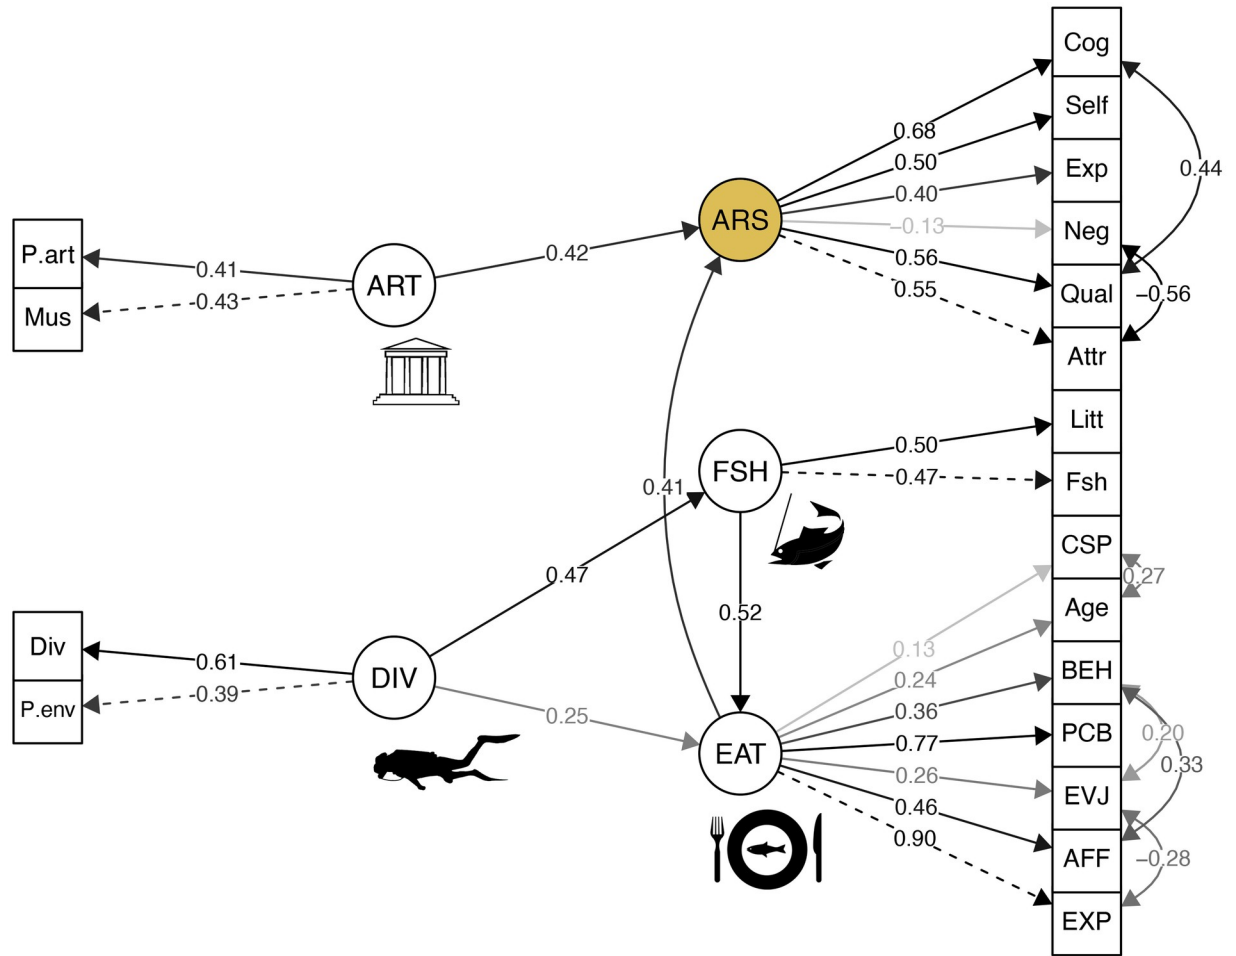 Cog
Self
0.68
0.50
Exp
0.44
0.40
ARS
Neg
−0.13
P.art
0.42
0.56
0.41
ART
Qual
−0.56
0.55
Mus
0.43
Attr
Litt
0.50
FSH
0.47
Fsh
0.41
CSP
0.47
0.27
0.52
Age
Div
0.61
0.13
BEH
DIV
0.24
P.env
0.39
0.36
0.25
PCB
0.20
0.77
EAT
0.33
0.26
EVJ
0.46
0.90
AFF
−0.28
EXP